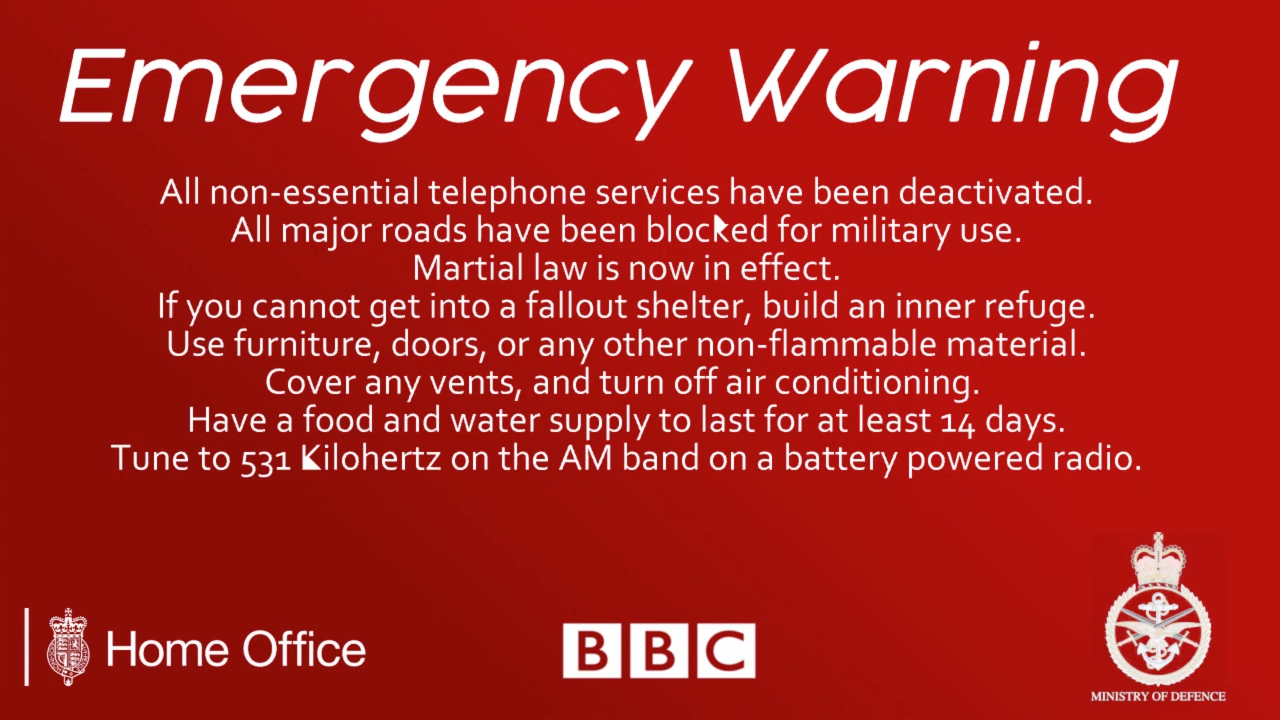 Emergency Warning
All non-essential telephone services have been deactivated.
All major roads have been blocked for military use.
Martial law is now in effect.
If you cannot get into a fallout shelter, build an inner refuge.
Use furniture, doors, or any other non-flammable material.
Cover any vents, and turn off air conditioning.
Have a food and water supply to last for at least 14 days.
Tune to 531 Kilohertz on the AM band on a battery powered radio.
Home Office
BBC
MINISTRY OF DEFENCE